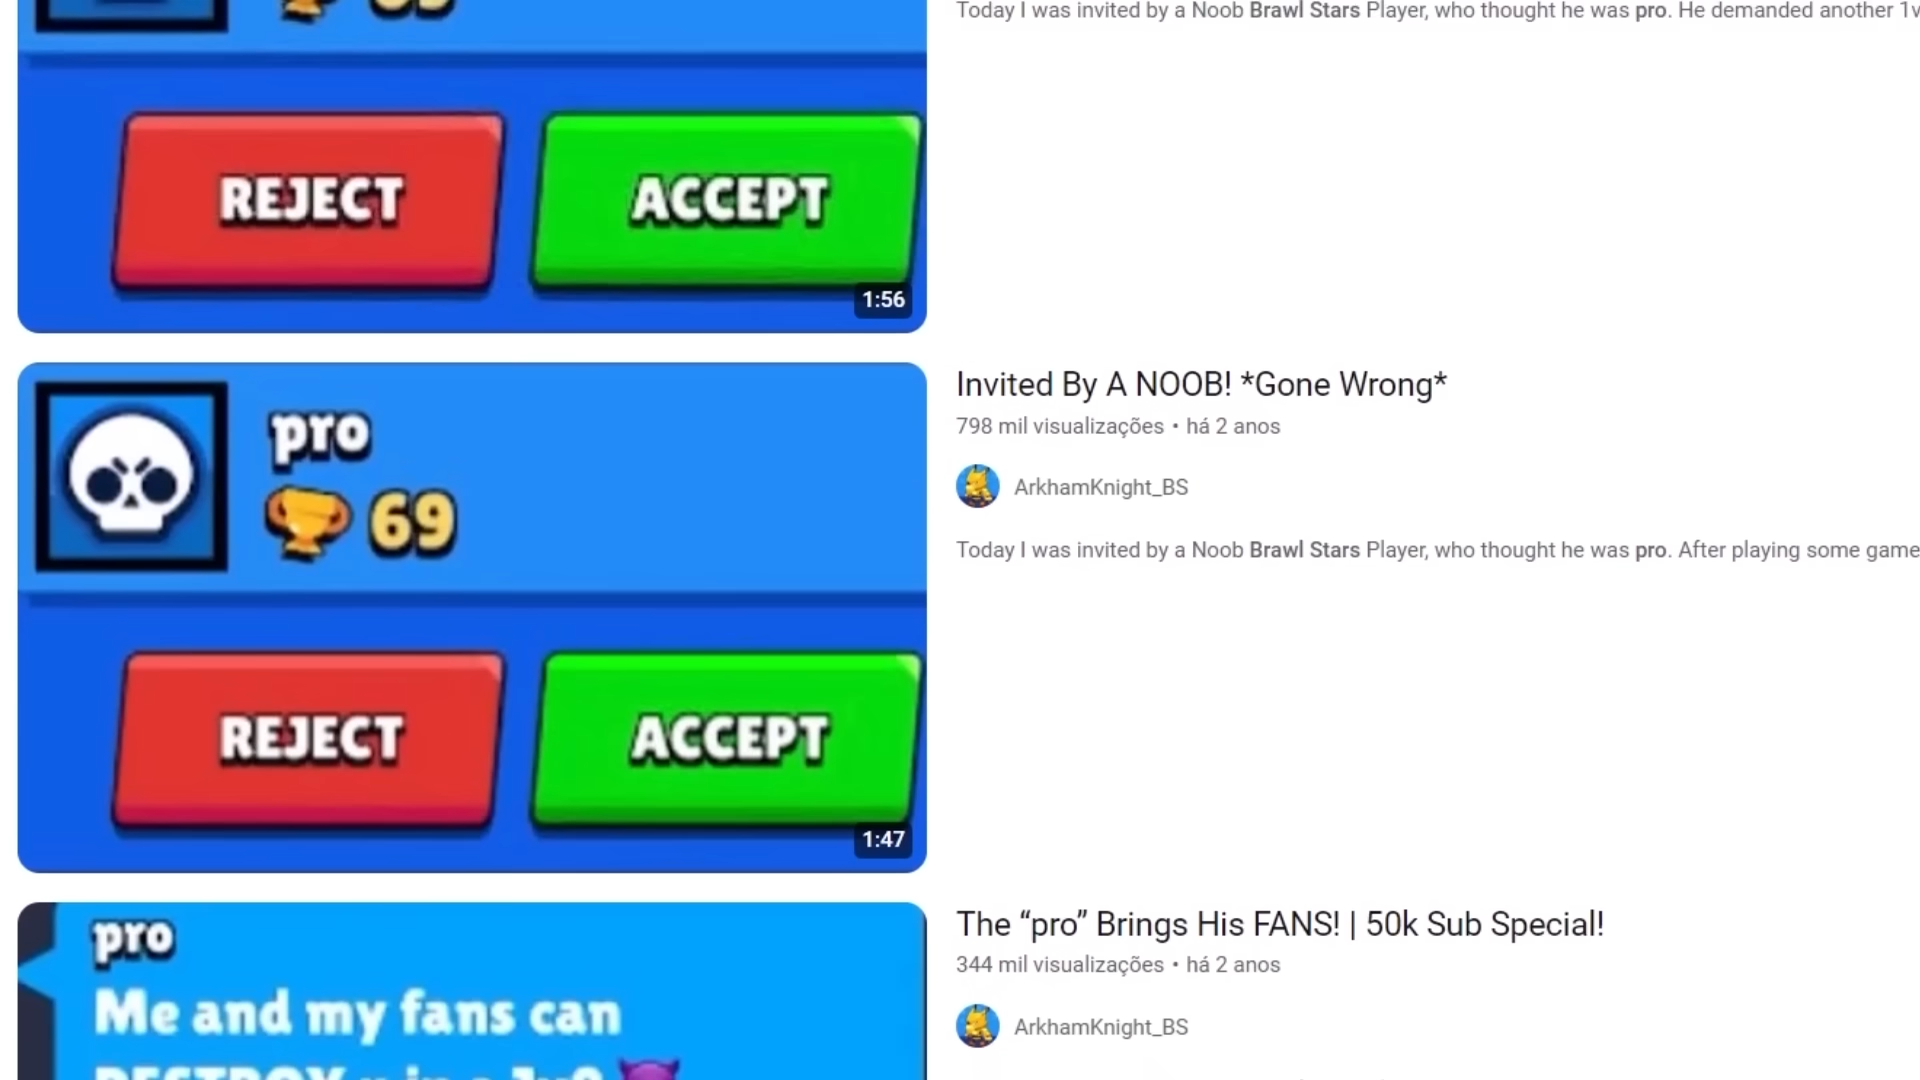 Today I was invited by a Noob Brawl Stars Player, who thought he was pro. He demanded another
REJECT
ACCEPT
1:56
pro
69
REJECT
ACCEPT
1:47
Invited By A NOOB! *Gone Wrong*
798 mil visualizações • há 2 anos
ArkhamKnight_BS
Today I was invited by a Noob Brawl Stars Player, who thought he was pro. After playing some game
pro
Me and my fans can
DESTROY u in a 1v9 😈
The “pro” Brings His FANS! | 50k Sub Special!
344 mil visualizações • há 2 anos
ArkhamKnight_BS